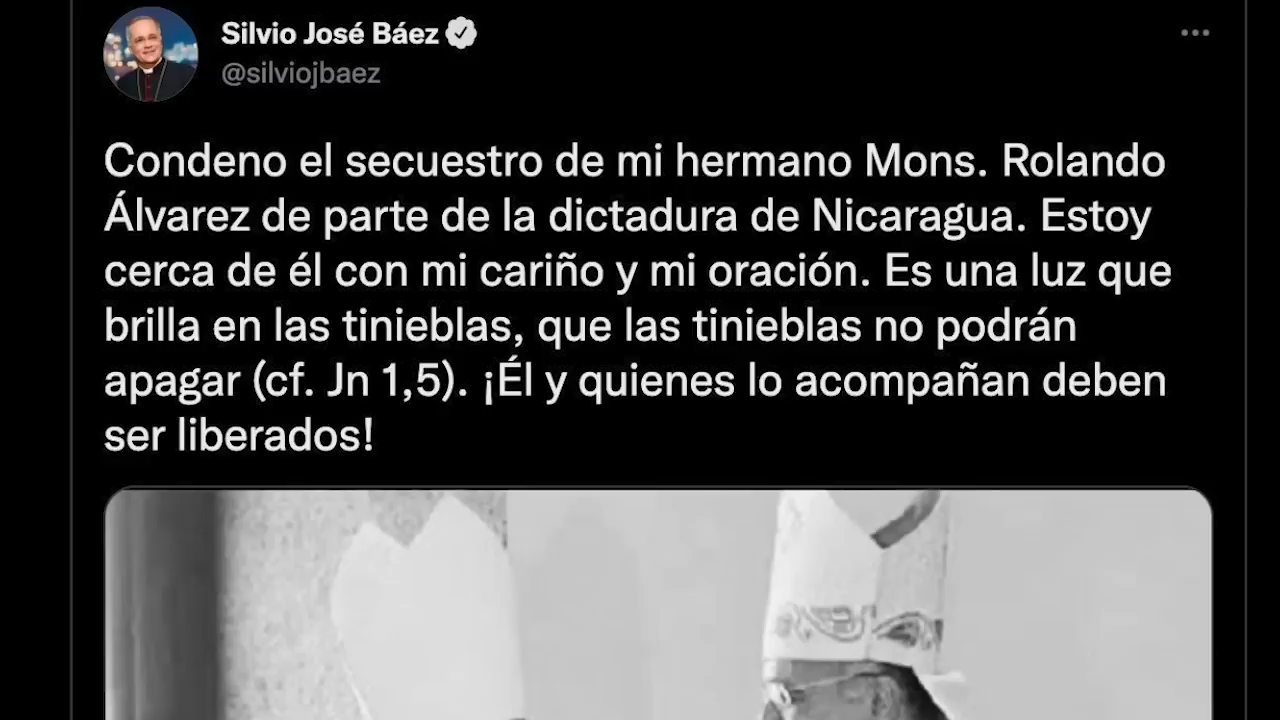 Silvio José Báez
@silviojbaez
Condeno el secuestro de mi hermano Mons. Rolando
Álvarez de parte de la dictadura de Nicaragua. Estoy
cerca de él con mi cariño y mi oración. Es una luz que
brilla en las tinieblas, que las tinieblas no podrán
apagar (cf. Jn 1,5). ¡Él y quienes lo acompañan deben
ser liberados!